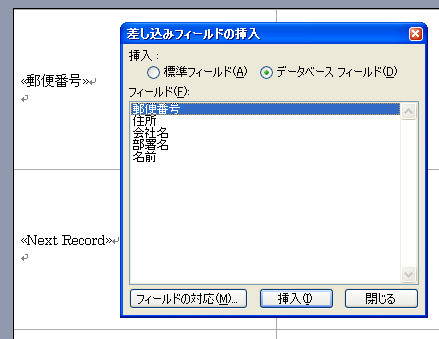 差し込みフィールドの挿入
挿入：
標準フィールド(A)
データベース フィールド(D)
フィールド(F):
郵便番号
住所
会社名
部署名
名前
フィールドの対応(M)...
挿入(I)
閉じる
«郵便番号»↵
↵
«Next Record»↵
↵